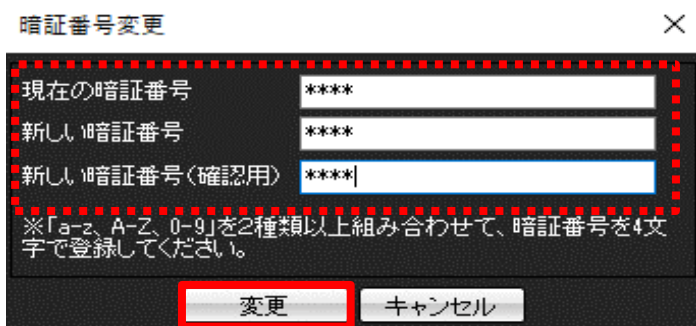 暗証番号変更
現在の暗証番号 ****
新しい暗証番号 ****
新しい暗証番号(確認用) ****
※「a-z、A-Z、0-9」を2種類以上組み合わせて、暗証番号を4文
字で登録してください。
変更 キャンセル